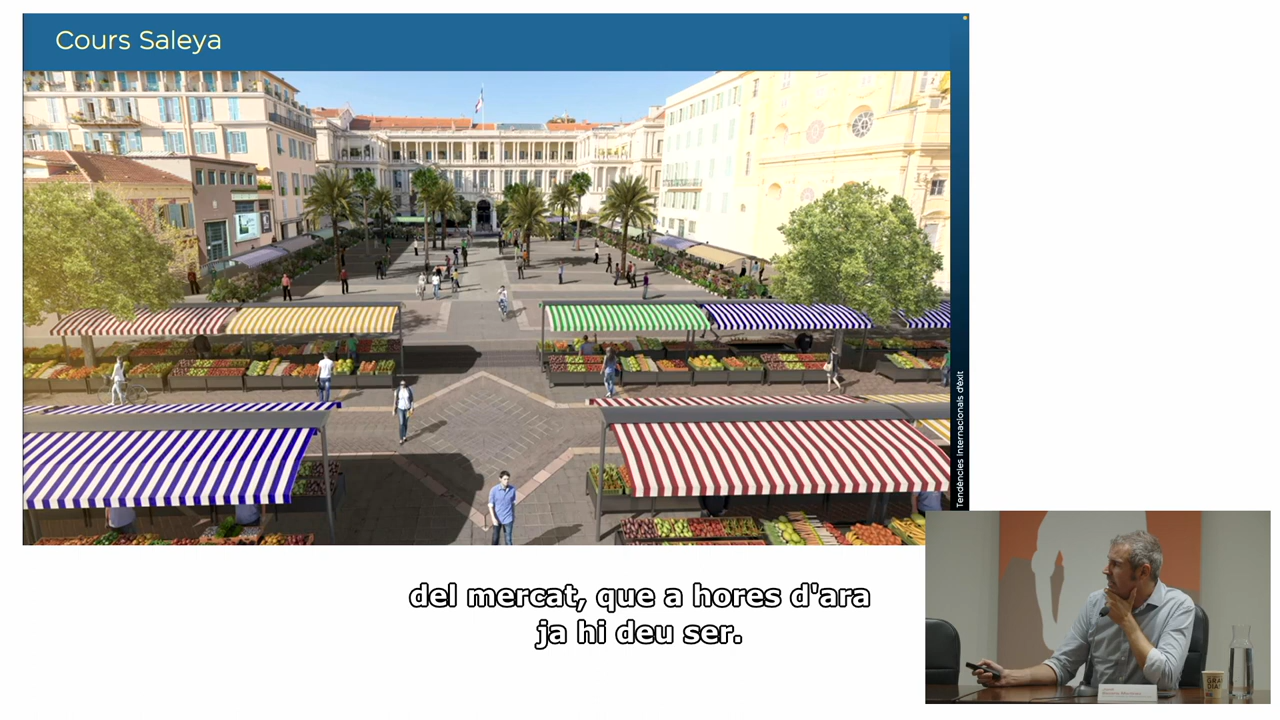 Cours Saleya
Tendències Internacionals d'èxit
del mercat, que a hores d'ara
ja hi deu ser.